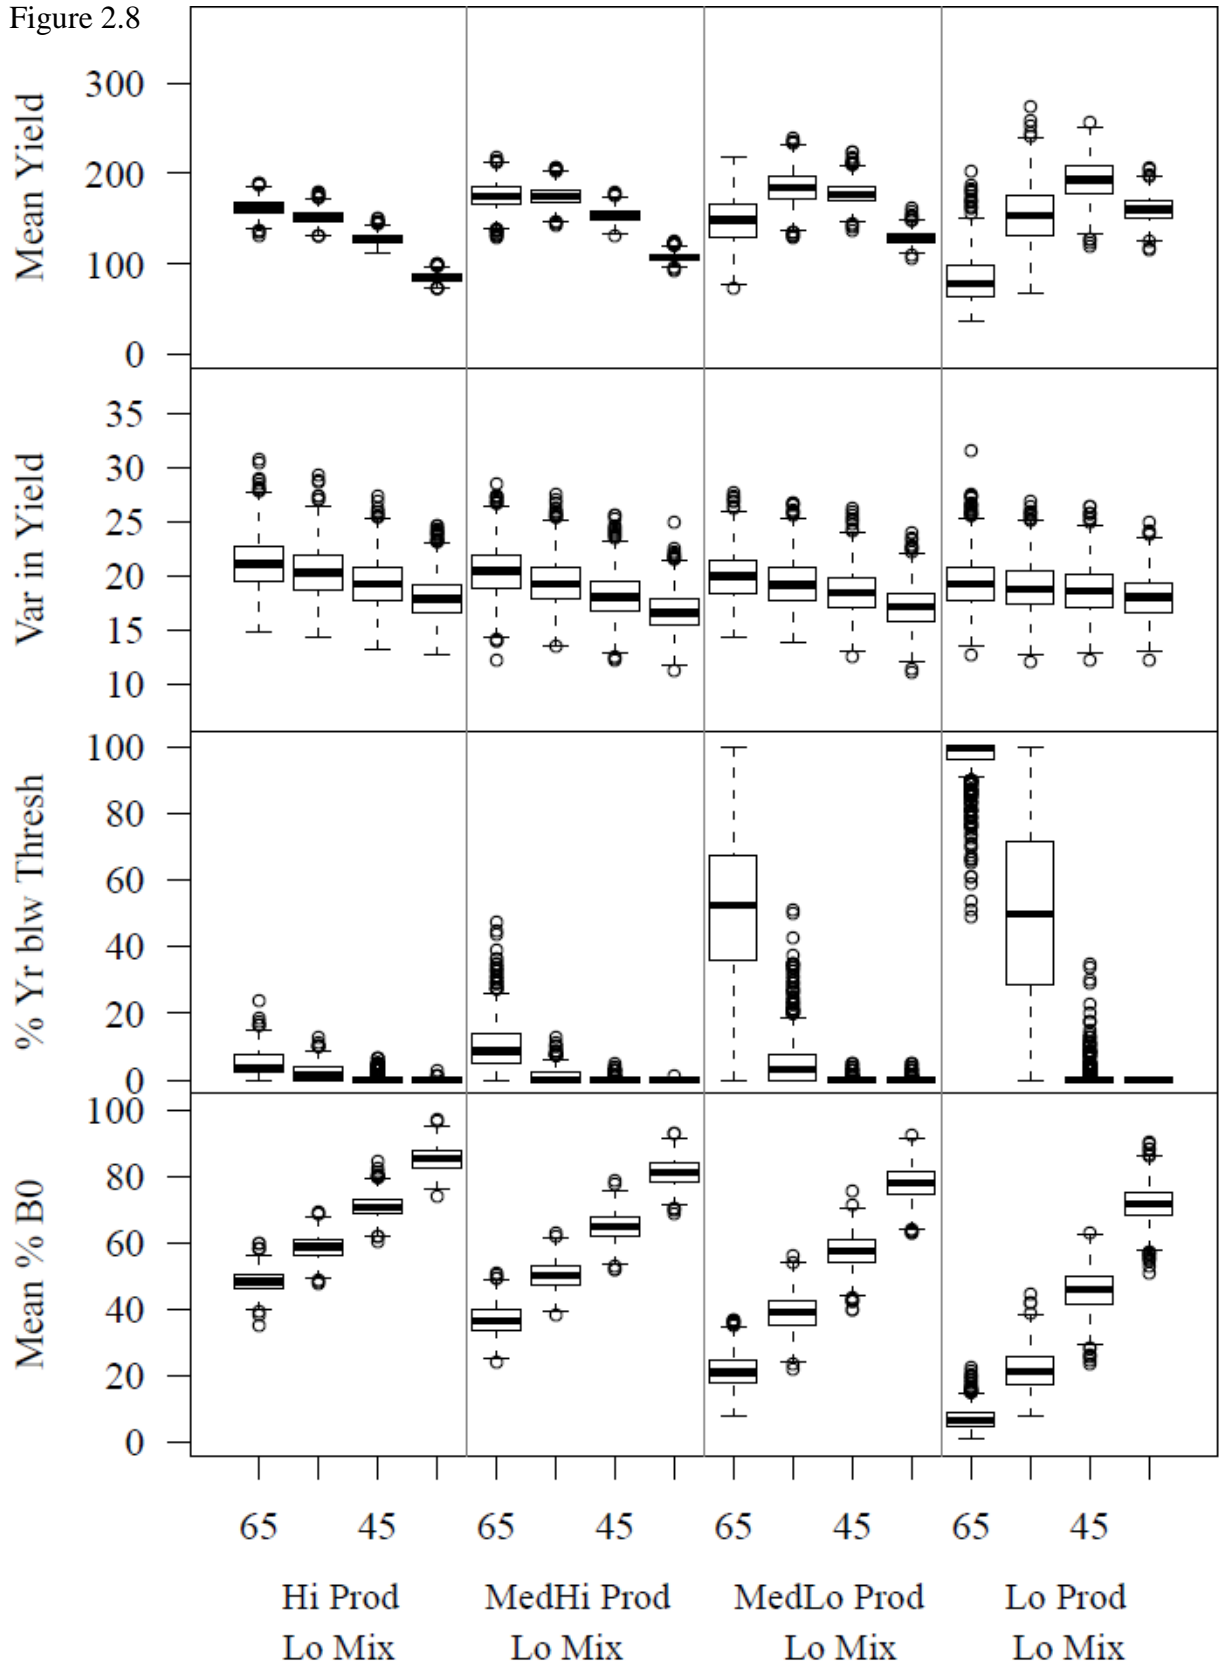 Figure 2.8
Mean Yield
300
200
100
0
Var in Yield
35
30
25
20
15
10
% Yr blw Thresh
100
80
60
40
20
0
Mean % B0
100
80
60
40
20
0
65 45 65 45 65 45 65 45
Hi Prod MedHi Prod MedLo Prod Lo Prod
Lo Mix Lo Mix Lo Mix Lo Mix